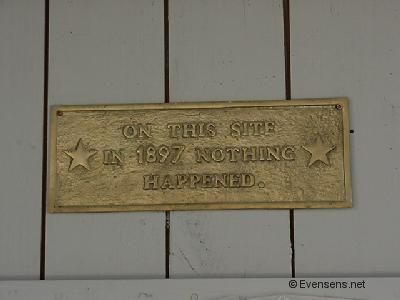 ON THIS SITE
IN 1897 NOTHING
HAPPENED.
© Evensens.net